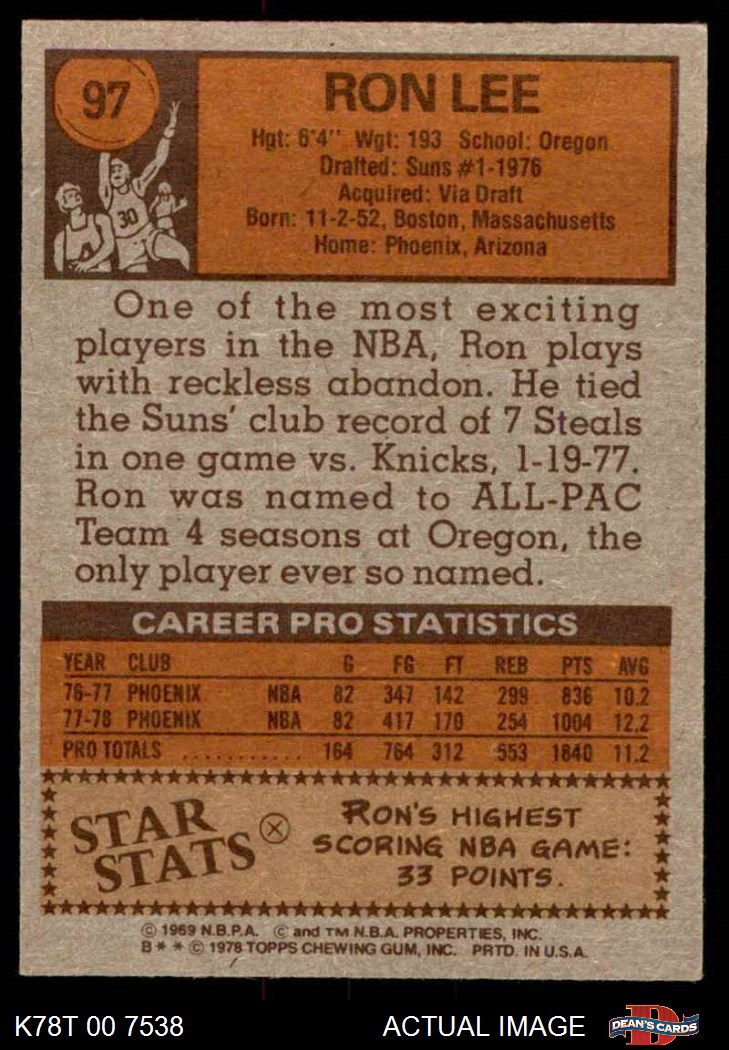 97
RON LEE
Hgt: 6'4" Wgt: 193 School: Oregon
Drafted: Suns #1-1976
Acquired: Via Draft
Born: 11-2-52, Boston, Massachusetts
Home: Phoenix, Arizona
30
One of the most exciting
players in the NBA, Ron plays
with reckless abandon. He tied
the Suns' club record of 7 Steals
in one game vs. Knicks, 1-19-77.
Ron was named to ALL-PAC
Team 4 seasons at Oregon, the
only player ever so named.
CAREER PRO STATISTICS
YEAR CLUB G FG FT REB PTS AVG
76-77 PHOENIX NBA 82 347 142 299 836 10.2
77-78 PHOENIX NBA 82 417 170 254 1004 12.2
PRO TOTALS ........... 164 764 312 553 1840 11.2
STAR
STATS
RON'S HIGHEST
SCORING NBA GAME:
33 POINTS.
© 1969 N.B.P.A. © and TM N.B.A. PROPERTIES, INC.
B * * © 1978 TOPPS CHEWING GUM, INC. PRTD. IN U.S.A.
K78T 00 7538 ACTUAL IMAGE
D
DEAN'S CARDS